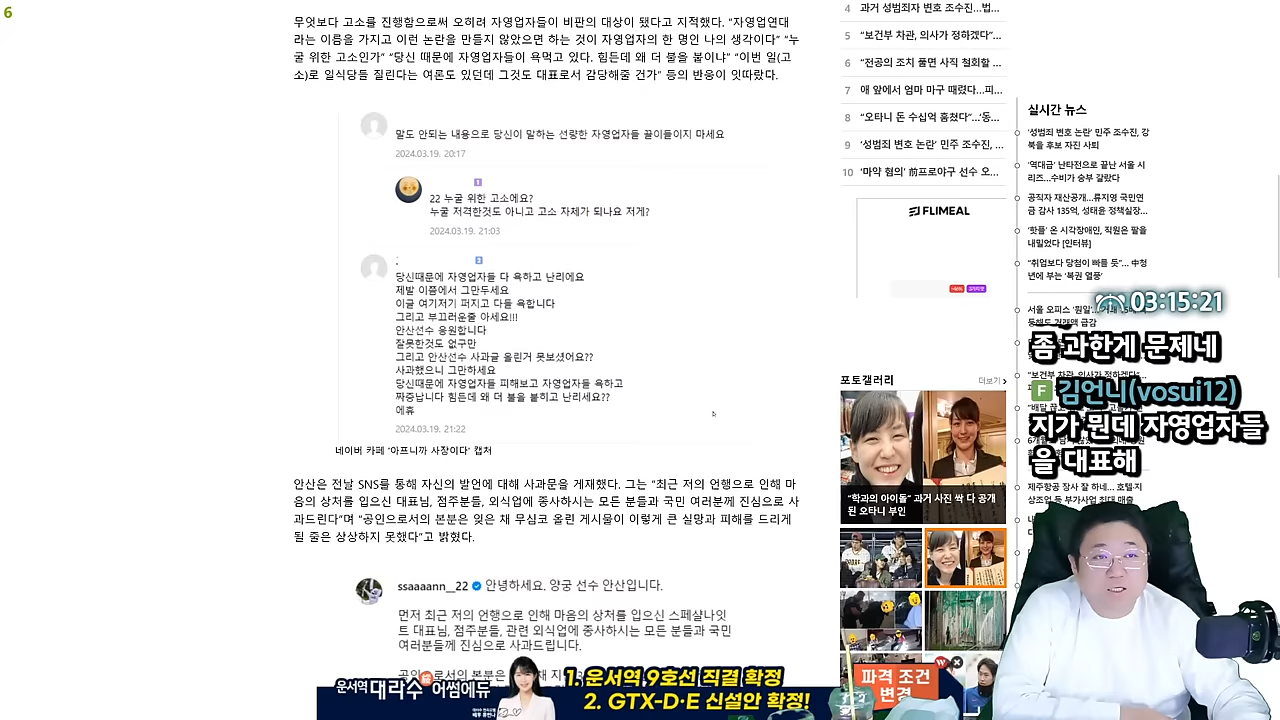 6
무엇보다 고소를 진행함으로써 오히려 자영업자들이 비판의 대상이 됐다고 지적했다. “자영업연대
라는 이름을 가지고 이런 논란을 만들지 않았으면 하는 것이 자영업자의 한 명인 나의 생각이다” “누
굴 위한 고소인가” “당신 때문에 자영업자들이 욕먹고 있다. 힘든데 왜 더 불을 붙이냐” “이번 일(고
소)로 일식당들 질린다는 여론도 있던데 그것도 대표로서 감당해줄 건가” 등의 반응이 잇따랐다.
말도 안되는 내용으로 당신이 말하는 선량한 자영업자들 끌어들이지 마세요
2024.03.19. 20:17
1
22 누굴 위한 고소에요?
누굴 저격한것도 아니고 고소 자체가 되나요 저게?
2024.03.19. 21:03
2
당신때문에 자영업자들 다 욕하고 난리에요
제발 이쯤에서 그만두세요
이글 여기저기 퍼지고 다들 욕합니다
그리고 부끄러운줄 아세요!!!
안산선수 응원합니다
잘못한것도 없구만
그리고 안산선수 사과글 올린거 못보셨어요??
사과했으니 그만하세요
당신때문에 자영업자들 피해보고 자영업자들 욕하고
짜증납니다 힘든데 왜 더 불을 붙히고 난리세요??
에휴
2024.03.19. 21:22
네이버 카페 ‘아프니까 사장이다’ 캡처
안산은 전날 SNS를 통해 자신의 발언에 대해 사과문을 게재했다. 그는 “최근 저의 언행으로 인해 마
음의 상처를 입으신 대표님, 점주분들, 외식업에 종사하시는 모든 분들과 국민 여러분께 진심으로 사
과드린다”며 “공인으로서의 본분은 잊은 채 무심코 올린 게시물이 이렇게 큰 실망과 피해를 드리게
될 줄은 상상하지 못했다”고 밝혔다.
ssaaaann__22 안녕하세요. 양궁 선수 안산입니다.
먼저 최근 저의 언행으로 인해 마음의 상처를 입으신 스페샬나잇
트 대표님, 점주분들, 관련 외식업에 종사하시는 모든 분들과 국민
여러분들께 진심으로 사과드립니다.
4 과거 성범죄자 변호 조수진…법...
5 “보건부 차관, 의사가 정하겠다”...
6 “전공의 조치 풀면 사직 철회할 ...
7 애 앞에서 엄마 마구 때렸다…피...
8 “오타니 돈 수십억 훔쳤다”…‘동...
9 ‘성범죄 변호 논란’ 민주 조수진, ...
10 ‘마약 혐의’ 前프로야구 선수 오...
FLIMEAL
포토갤러리
더보기 >
“학과의 아이돌” 과거 사진 싹 다 공개
된 오타니 부인
파격 조건
변경
실시간 뉴스
‘성범죄 변호 논란’ 민주 조수진, 강
북을 후보 자진 사퇴
‘역대급’ 난타전으로 끝난 서울 시
리즈…수비가 승부 갈랐다
공직자 재산공개…류지영 국민연
금 감사 135억, 성태윤 정책실장...
‘핫플’ 온 시각장애인, 직원은 팔을
내밀었다 [인터뷰]
“취업보다 당첨이 빠를 듯”… 中청
년에 부는 ‘복권 열풍’
03:15:21
좀 과한게 문제네
F 김언니(vosui12)
지가 뭔데 자영업자들
을 대표해
제주항공 장사 잘 하네… 호텔·지
상조업 등 부가사업 최대 매출
운서역 대라수 어썸에듀
1. 운서역 9호선 직결 확정
2. GTX-D·E 신설안 확정!